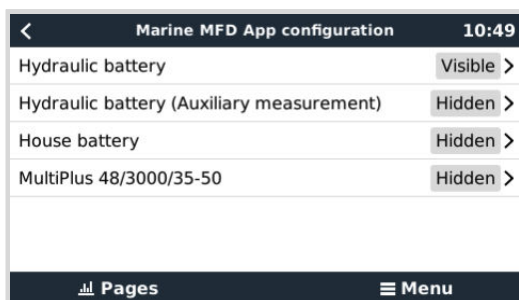 Marine MFD App configuration 10:49
Hydraulic battery Visible
Hydraulic battery (Auxiliary measurement) Hidden
House battery Hidden
MultiPlus 48/3000/35-50 Hidden
Pages Menu